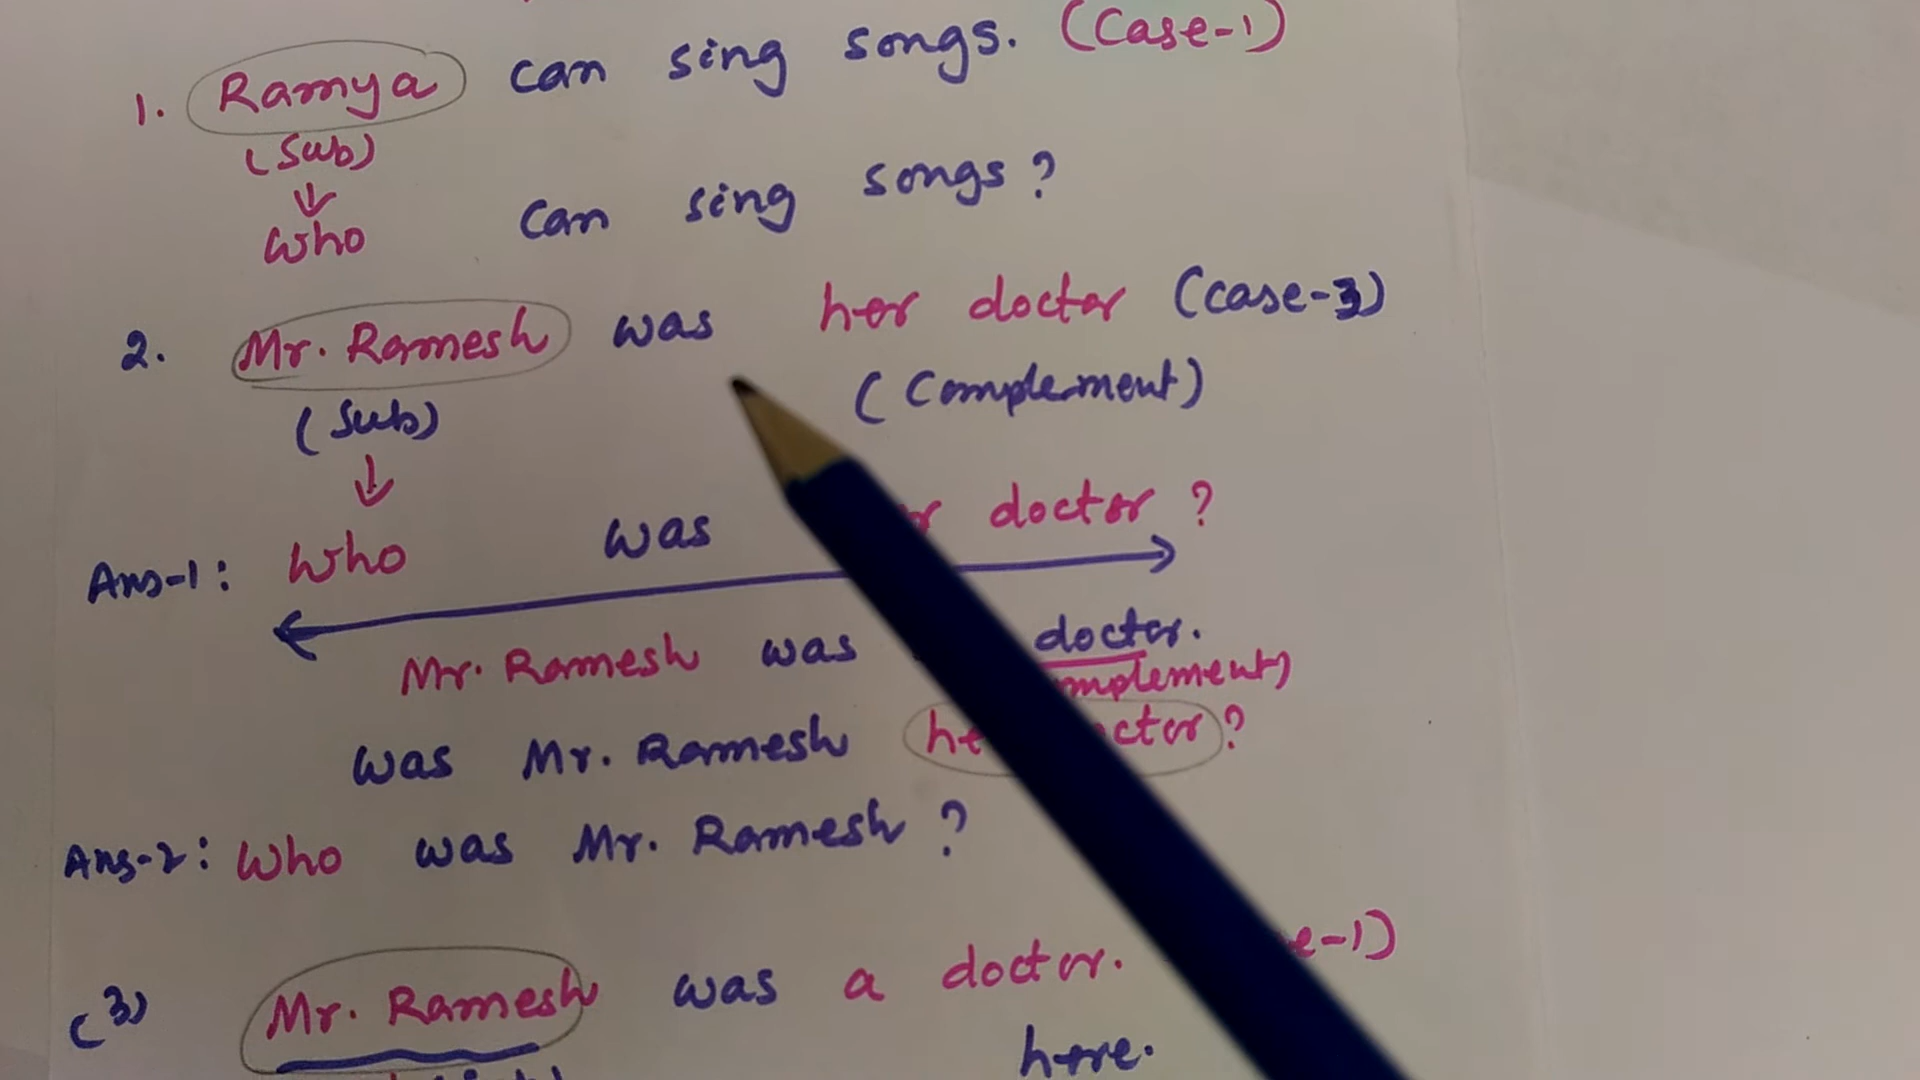 1. Ramya can sing songs. (Case-1)
(Sub)
Who can sing songs?
2. Mr. Ramesh was her doctor (case-3)
(Sub) (Complement)
Ans-1: Who was doctor?
Mr. Ramesh was doctor.
was Mr. Ramesh ?
Ans-2: Who was Mr. Ramesh?
(3) Mr. Ramesh was a doctor.
here.